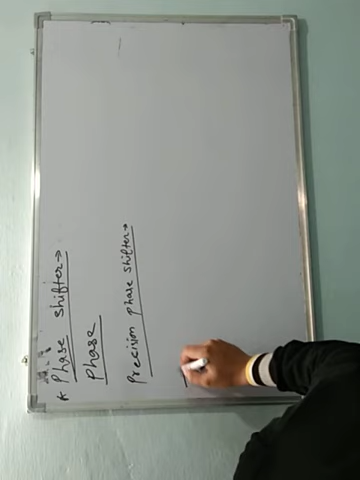 * Phase shifter →
Phase
Precision phase shifter →